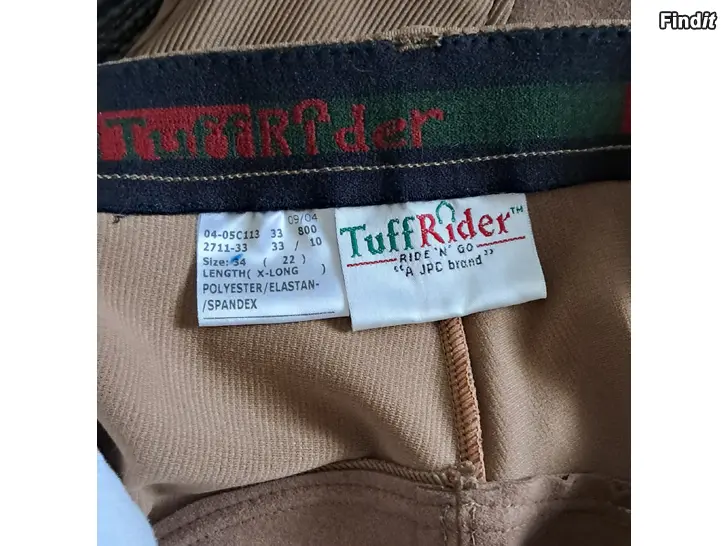 Findit
TuffRider
09/04
04-05C113 33 800
2711-33 33 / 10
Size: 34 ( 22 )
LENGTH( X-LONG )
POLYESTER/ELASTAN-
/SPANDEX
TuffRider™
RIDE 'N' GO
"A JPC brand"